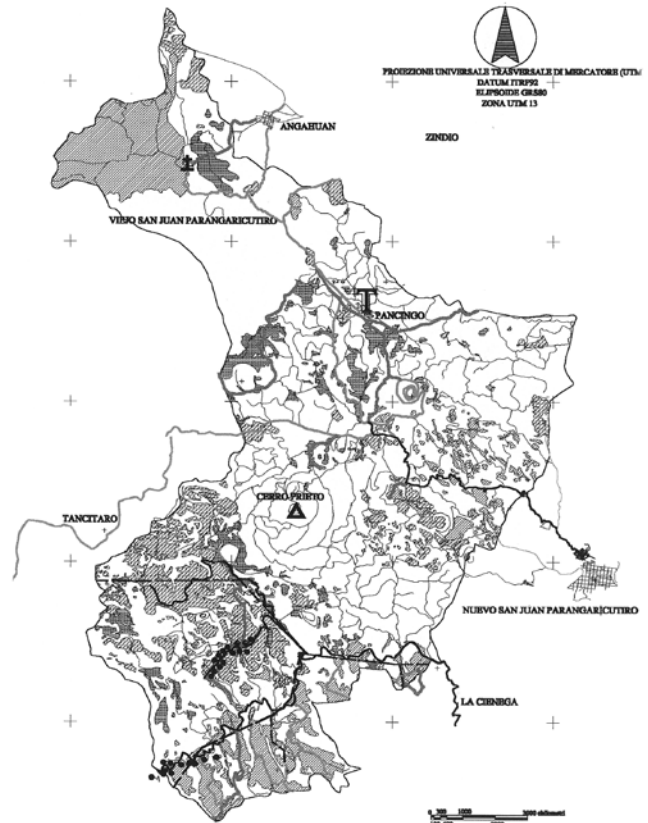 PROIEZIONE UNIVERSALE TRASVERSALE DI MERCATORE (UTM
DATUM ITRF92
ELIPSOIDE GRS80
ZONA UTM 13
ANGAHUAN
ZINDIO
VIEJO SAN JUAN PARANGARICUTIRO
T
PANCINGO
CERRO PRIETO
TANCITARO
NUEVO SAN JUAN PARANGARICUTIRO
LA CIENEGA